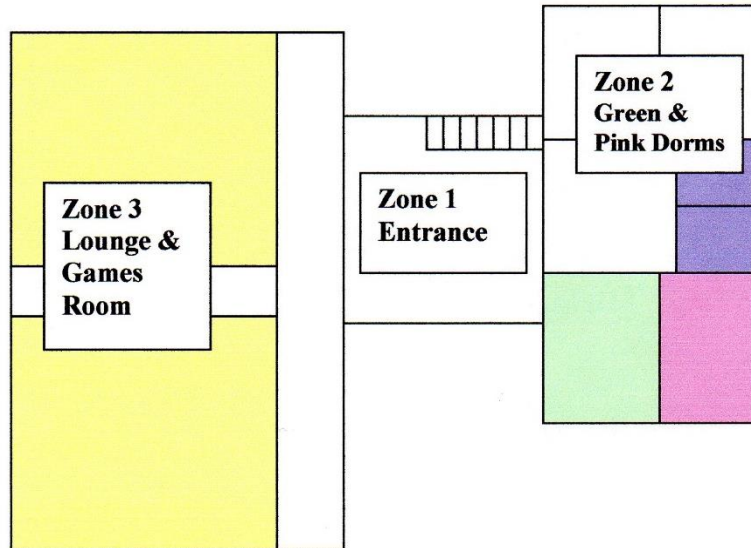 Zone 3
Lounge &
Games
Room
Zone 1
Entrance
Zone 2
Green &
Pink Dorms